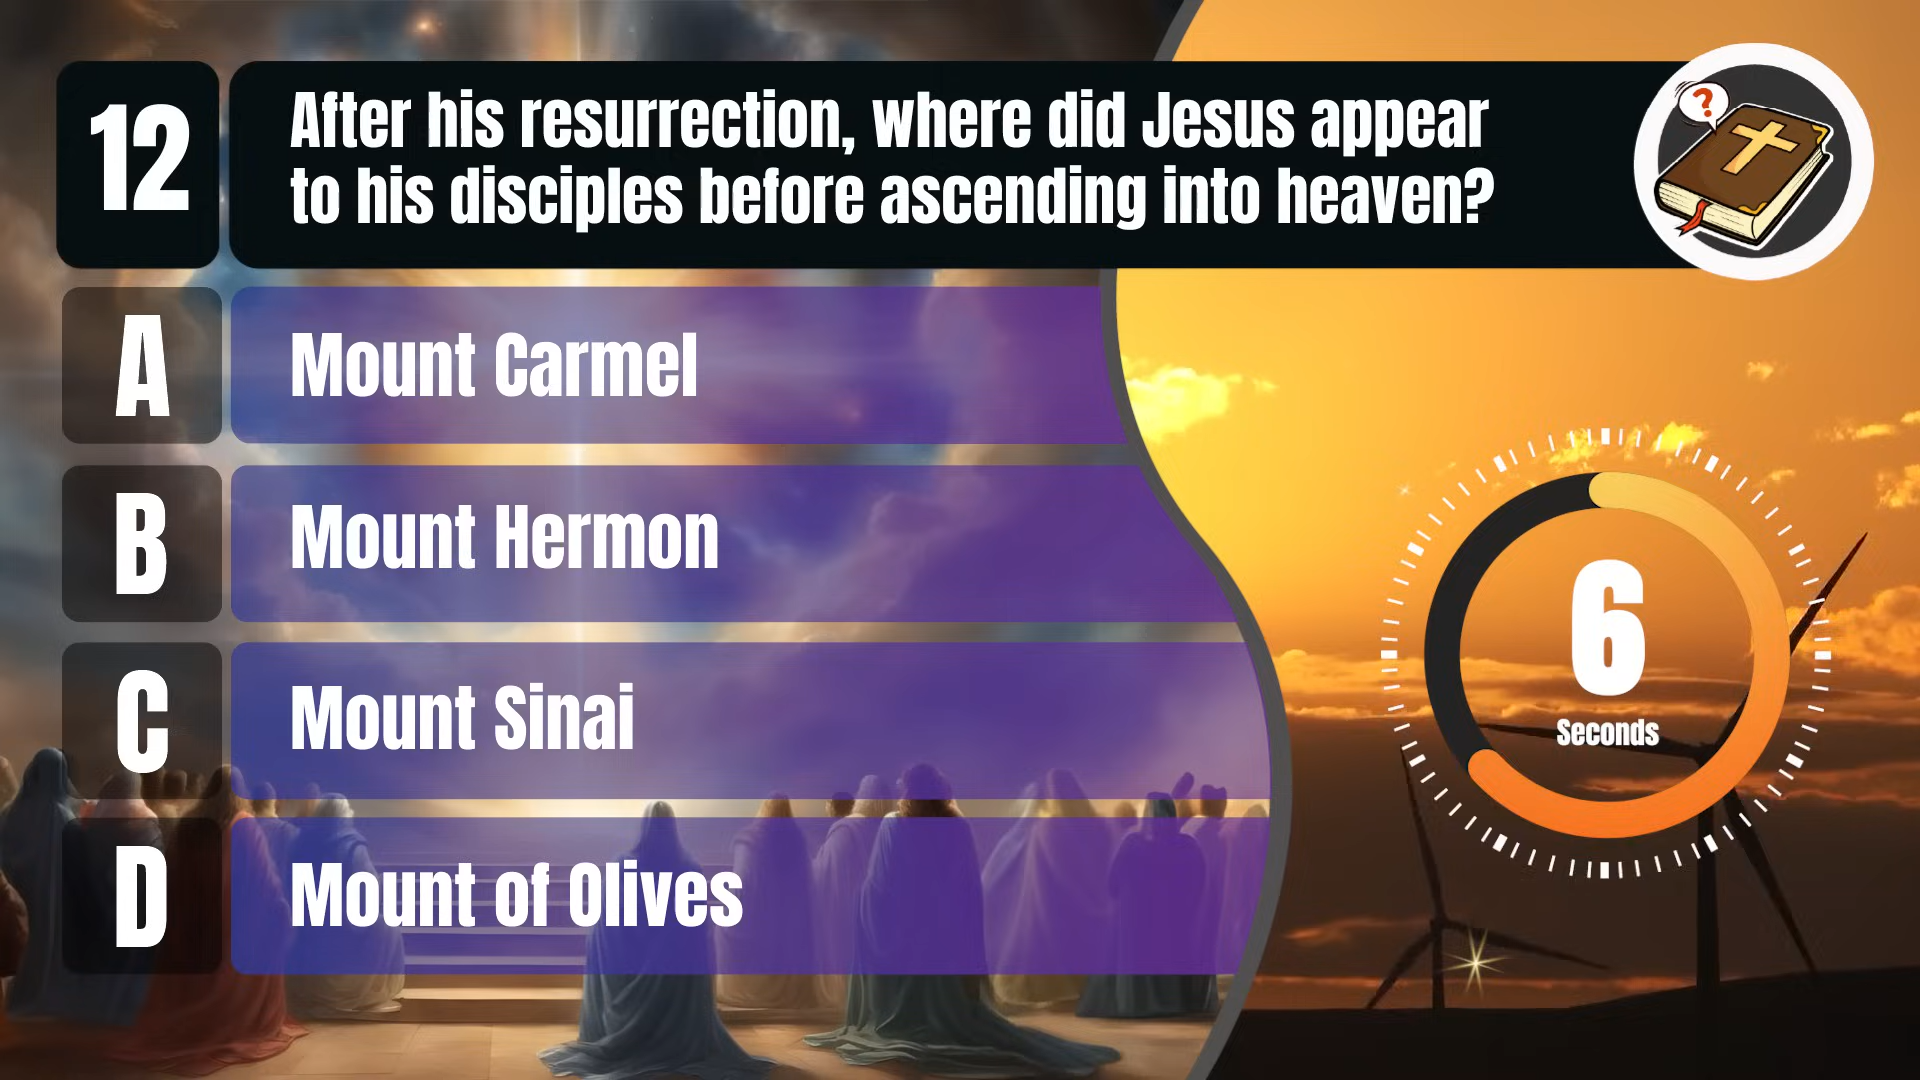 12
After his resurrection, where did Jesus appear
to his disciples before ascending into heaven?
?
A
Mount Carmel
B
Mount Hermon
C
Mount Sinai
D
Mount of Olives
6
Seconds